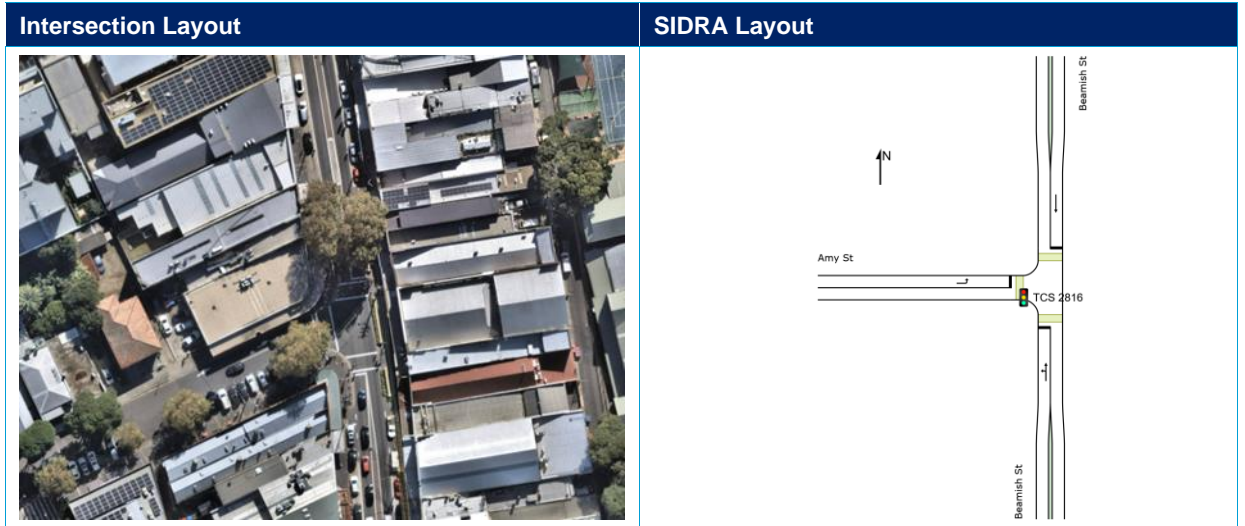 Intersection Layout
SIDRA Layout
Beamish St
N
Amy St
TCS 2816
Beamish St